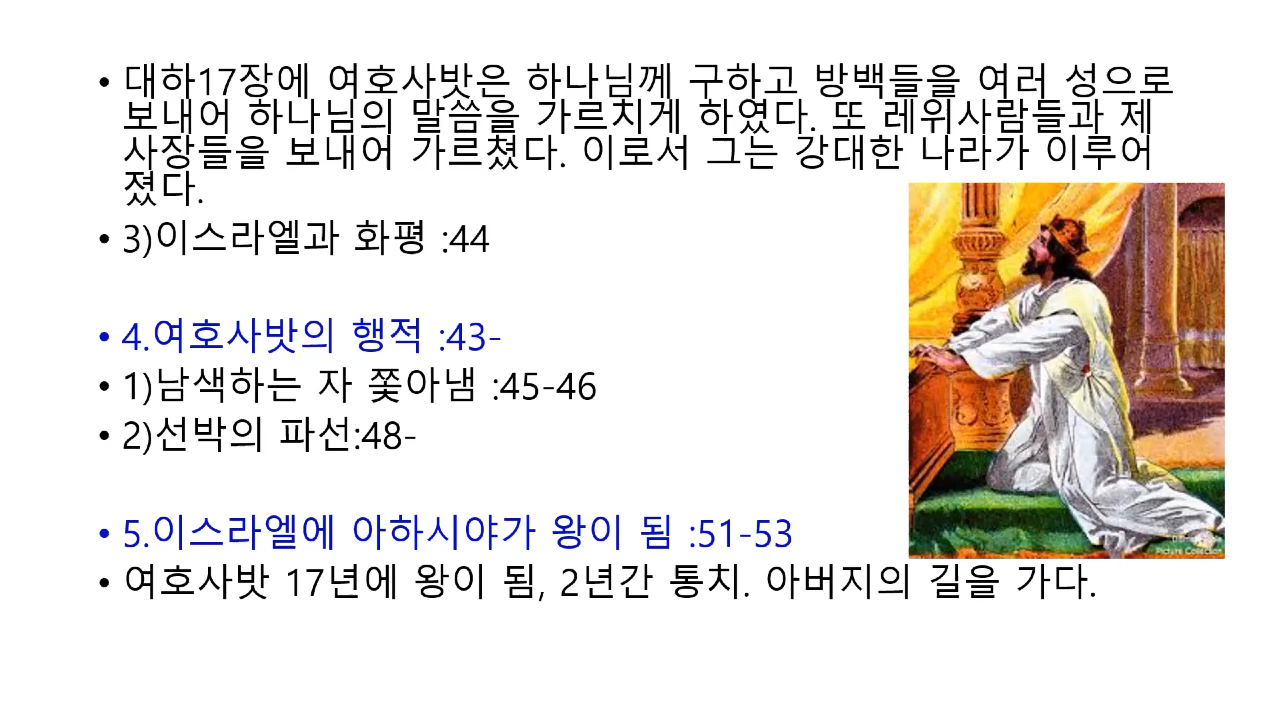 • 대하17장에 여호사밧은 하나님께 구하고 방백들을 여러 성으로
보내어 하나님의 말씀을 가르치게 하였다. 또 레위사람들과 제
사장들을 보내어 가르쳤다. 이로서 그는 강대한 나라가 이루어
졌다.
• 3)이스라엘과 화평 :44
• 4.여호사밧의 행적 :43-
• 1)남색하는 자 쫓아냄 :45-46
• 2)선박의 파선:48-
• 5.이스라엘에 아하시야가 왕이 됨 :51-53
• 여호사밧 17년에 왕이 됨, 2년간 통치. 아버지의 길을 가다.
Picture Collection